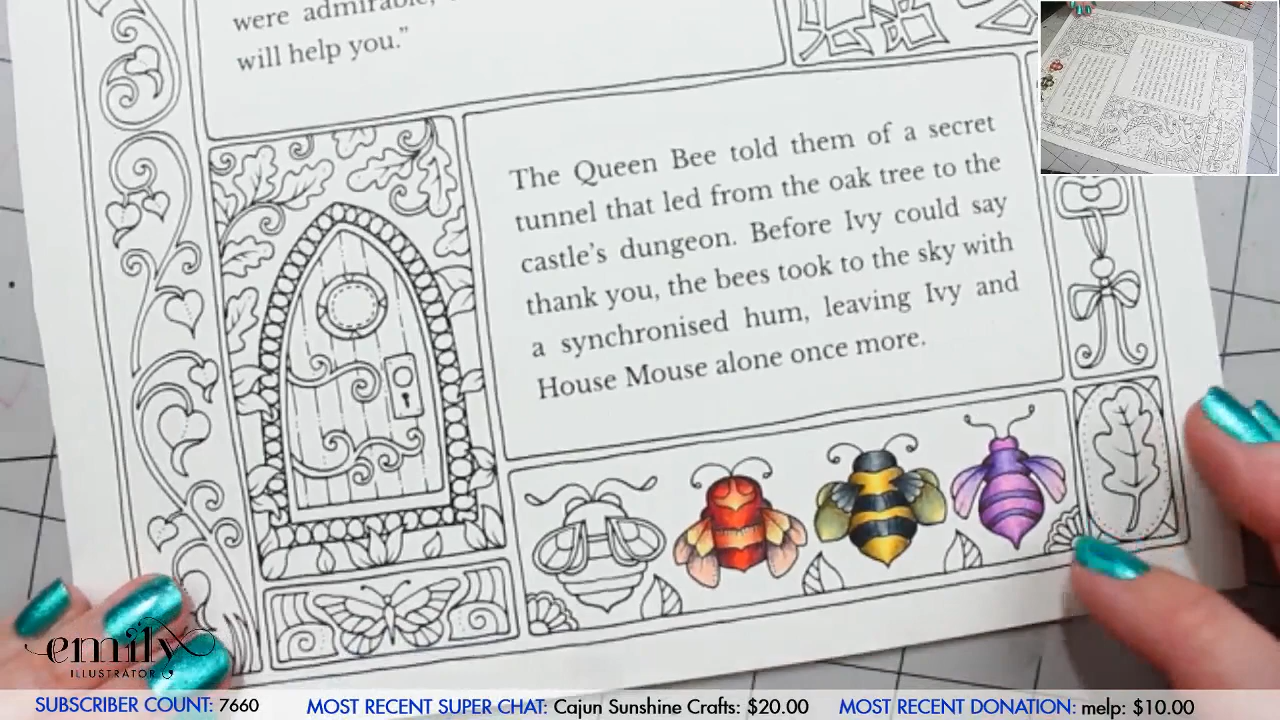 were admirable,
will help you.”
The Queen Bee told them of a secret
tunnel that led from the oak tree to the
castle’s dungeon. Before Ivy could say
thank you, the bees took to the sky with
a synchronised hum, leaving Ivy and
House Mouse alone once more.
emily
ILLUSTRATOR
SUBSCRIBER COUNT: 7660 MOST RECENT SUPER CHAT: Cajun Sunshine Crafts: $20.00 MOST RECENT DONATION: melp: $10.00